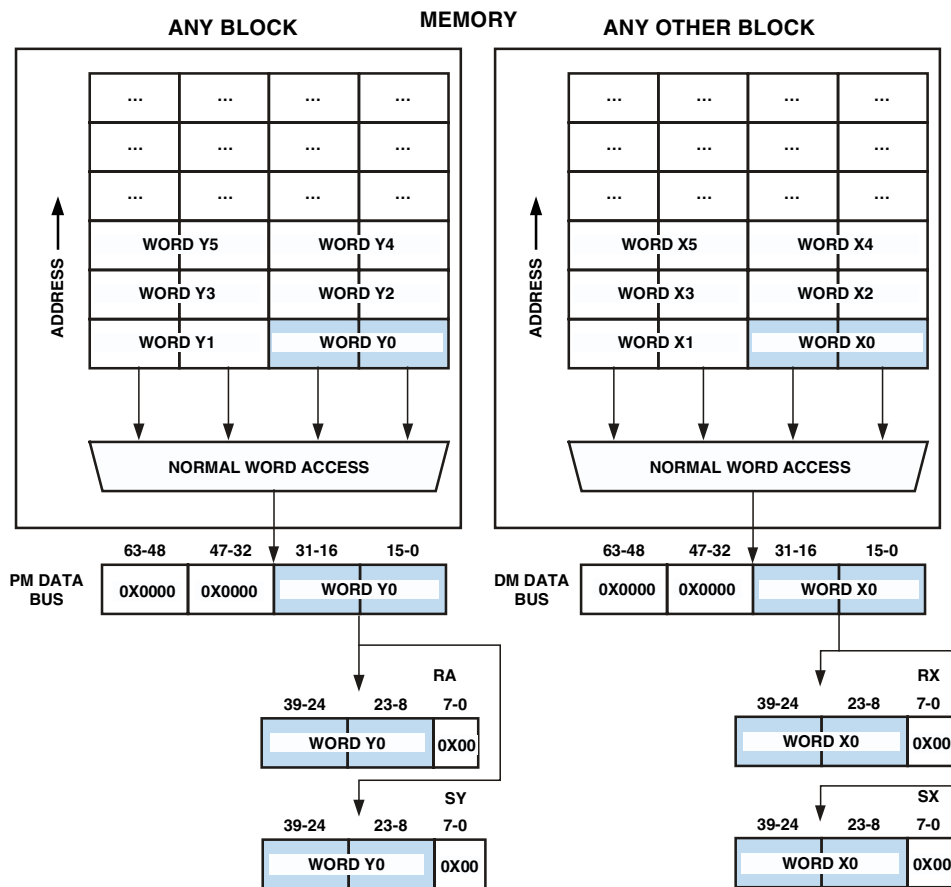 MEMORY
ANY BLOCK ANY OTHER BLOCK
... ... ... ... ... ... ... ...
... ... ... ... ... ... ... ...
... ... ... ... ... ... ... ...
ADDRESS ADDRESS
WORD Y5 WORD Y4 WORD X5 WORD X4
WORD Y3 WORD Y2 WORD X3 WORD X2
WORD Y1 WORD Y0 WORD X1 WORD X0
NORMAL WORD ACCESS NORMAL WORD ACCESS
63-48 47-32 31-16 15-0 63-48 47-32 31-16 15-0
PM DATA BUS 0X0000 0X0000 WORD Y0 DM DATA BUS 0X0000 0X0000 WORD X0
RA RX
39-24 23-8 7-0 39-24 23-8 7-0
WORD Y0 0X00 WORD X0 0X00
SY SX
39-24 23-8 7-0 39-24 23-8 7-0
WORD Y0 0X00 WORD X0 0X00